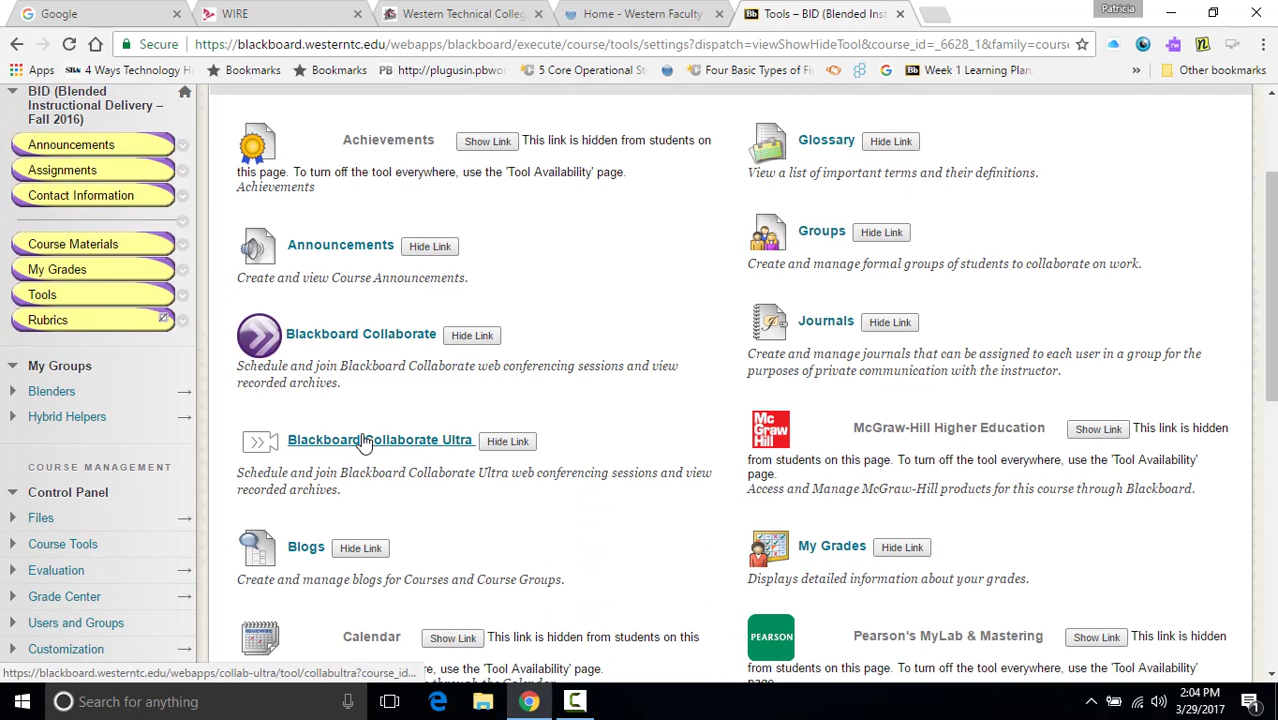 Google
WIRE
Western Technical Colleg
Home - Western Faculty
Tools – BID (Blended Inst
Patricia
Secure
https://blackboard.westerntc.edu/webapps/blackboard/execute/course/tools/settings?dispatch=viewShowHideTool&course_id=_6628_1&family=cours
Apps
4 Ways Technology H
Bookmarks
Bookmarks
PB
http://plugusin.pbwo
5 Core Operational St
Four Basic Types of Fi
Bb
Week 1 Learning Plan
Other bookmarks
BID (Blended
Instructional Delivery –
Fall 2016)
Announcements
Assignments
Contact Information
Course Materials
My Grades
Tools
Rubrics
My Groups
Blenders
Hybrid Helpers
COURSE MANAGEMENT
Control Panel
Files
Course Tools
Evaluation
Grade Center
Users and Groups
Customization
Achievements Show Link This link is hidden from students on
this page. To turn off the tool everywhere, use the 'Tool Availability' page.
Achievements
Announcements Hide Link
Create and view Course Announcements.
Blackboard Collaborate Hide Link
Schedule and join Blackboard Collaborate web conferencing sessions and view
recorded archives.
Blackboard Collaborate Ultra Hide Link
Schedule and join Blackboard Collaborate Ultra web conferencing sessions and view
recorded archives.
Blogs Hide Link
Create and manage blogs for Courses and Course Groups.
Calendar Show Link This link is hidden from students on this
ere, use the 'Tool Availability' page.
through the Calendar
Glossary Hide Link
View a list of important terms and their definitions.
Groups Hide Link
Create and manage formal groups of students to collaborate on work.
Journals Hide Link
Create and manage journals that can be assigned to each user in a group for the
purposes of private communication with the instructor.
Mc
Graw
Hill
McGraw-Hill Higher Education Show Link This link is hidden
from students on this page. To turn off the tool everywhere, use the 'Tool Availability'
page.
Access and Manage McGraw-Hill products for this course through Blackboard.
My Grades Hide Link
Displays detailed information about your grades.
PEARSON
Pearson's MyLab & Mastering Show Link This link is hidden
from students on this page. To turn off the tool everywhere, use the 'Tool Availability'
https://blackboard.westerntc.edu/webapps/collab-ultra/tool/collabultra?course_id...
Search for anything
2:04 PM
3/29/2017